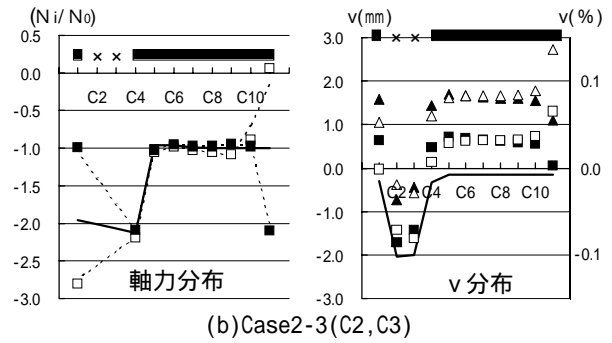 (Ni/N0) v(mm) v(%)
0.5 3.0
0.0 2.0 0.1
C2 C4 C6 C8 C10
-0.5 1.0
-1.0 0.0 0.0
C2 C4 C6 C8 C10
-1.5 -1.0
-2.0 -2.0 -0.1
-2.5
軸力分布 v 分布
-3.0 -3.0
(b)Case2-3(C2,C3)